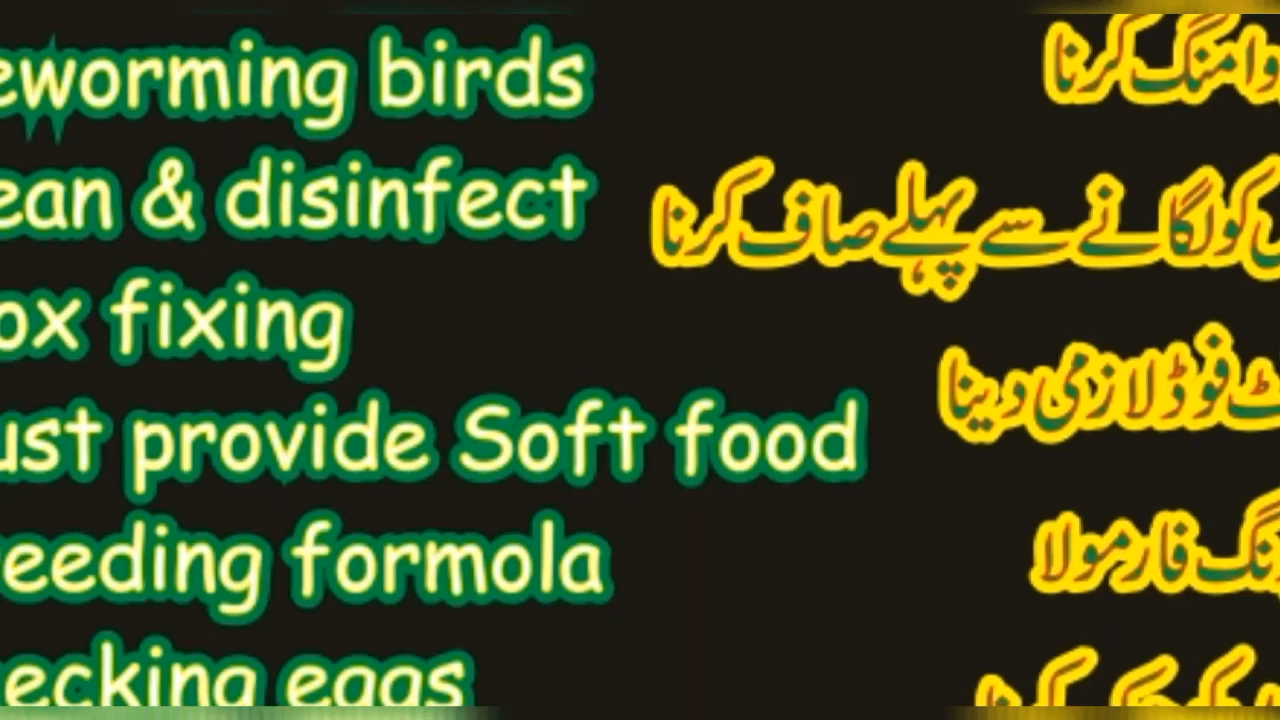 eworming birds
وامنگ کرنا
ean & disinfect
کو لگانے سے پہلے صاف کرنا
ox fixing
ust provide Soft food
ٹ فوڈ لازمی دینا
eeding formola
نگ فارمولا
ecking eggs